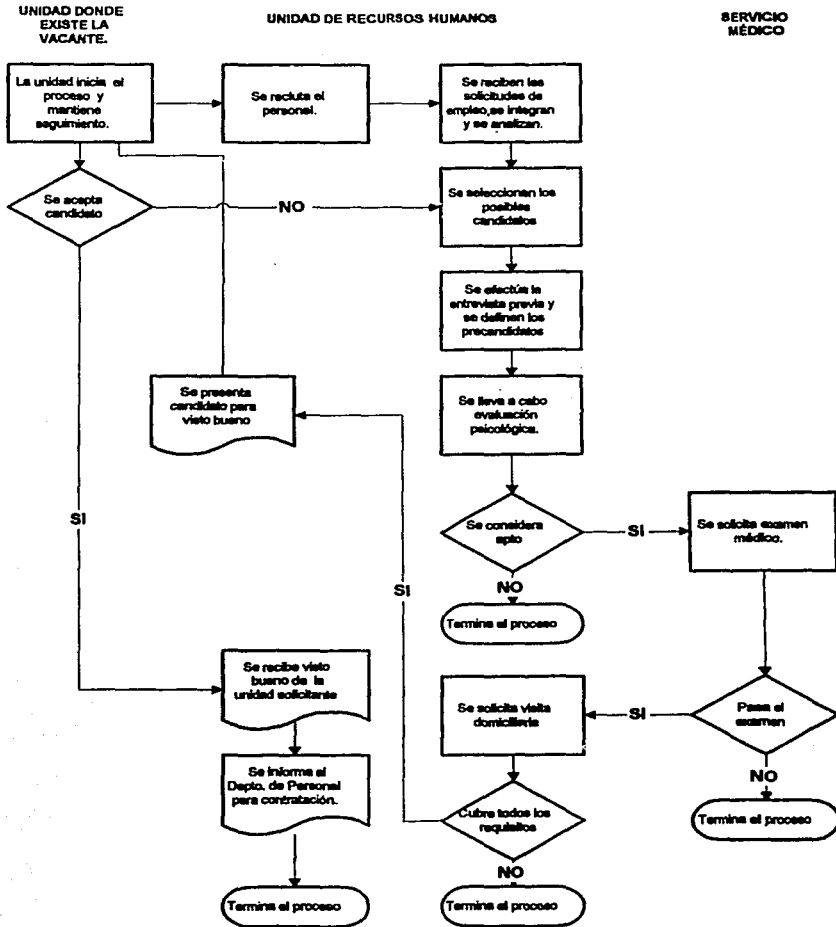 UNIDAD DONDE
EXISTE LA
VACANTE.
UNIDAD DE RECURSOS HUMANOS
SERVICIO
MÉDICO
La unidad inicia el
proceso y
mantiene
seguimiento.
Se recluta el
personal.
Se reciben las
solicitudes de
empleo,se integran
y se analizan.
Se acepta
candidato
NO
Se seleccionan los
posibles
candidatos
Se efectúa la
entrevista previa y
se definen los
precandidatos
Se presenta
candidato para
visto bueno
Se lleva a cabo
evaluación
psicológica.
SI
Se considera
apto
SI
Se solicita examen
médico.
NO
SI
Termina el proceso
Se recibe visto
bueno de la
unidad solicitante
Se solicita visita
domiciliaria
SI
Pasa el
examen
NO
Se informa al
Depto. de Personal
para contratación.
Cubre todos los
requisitos
Termina el proceso
NO
Termina el proceso
Termina el proceso